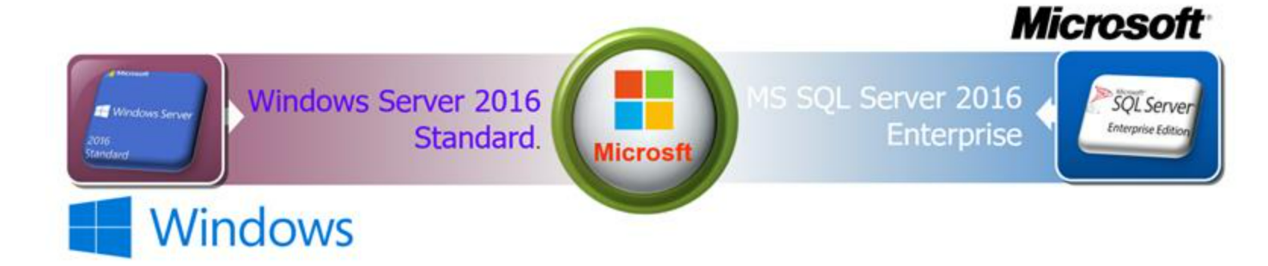 Microsoft
Microsoft
Windows Server
2016
Standard
Windows Server 2016
Standard.
Microsft
MS SQL Server 2016
Enterprise
Microsoft
SQL Server
Enterprise Edition
Windows